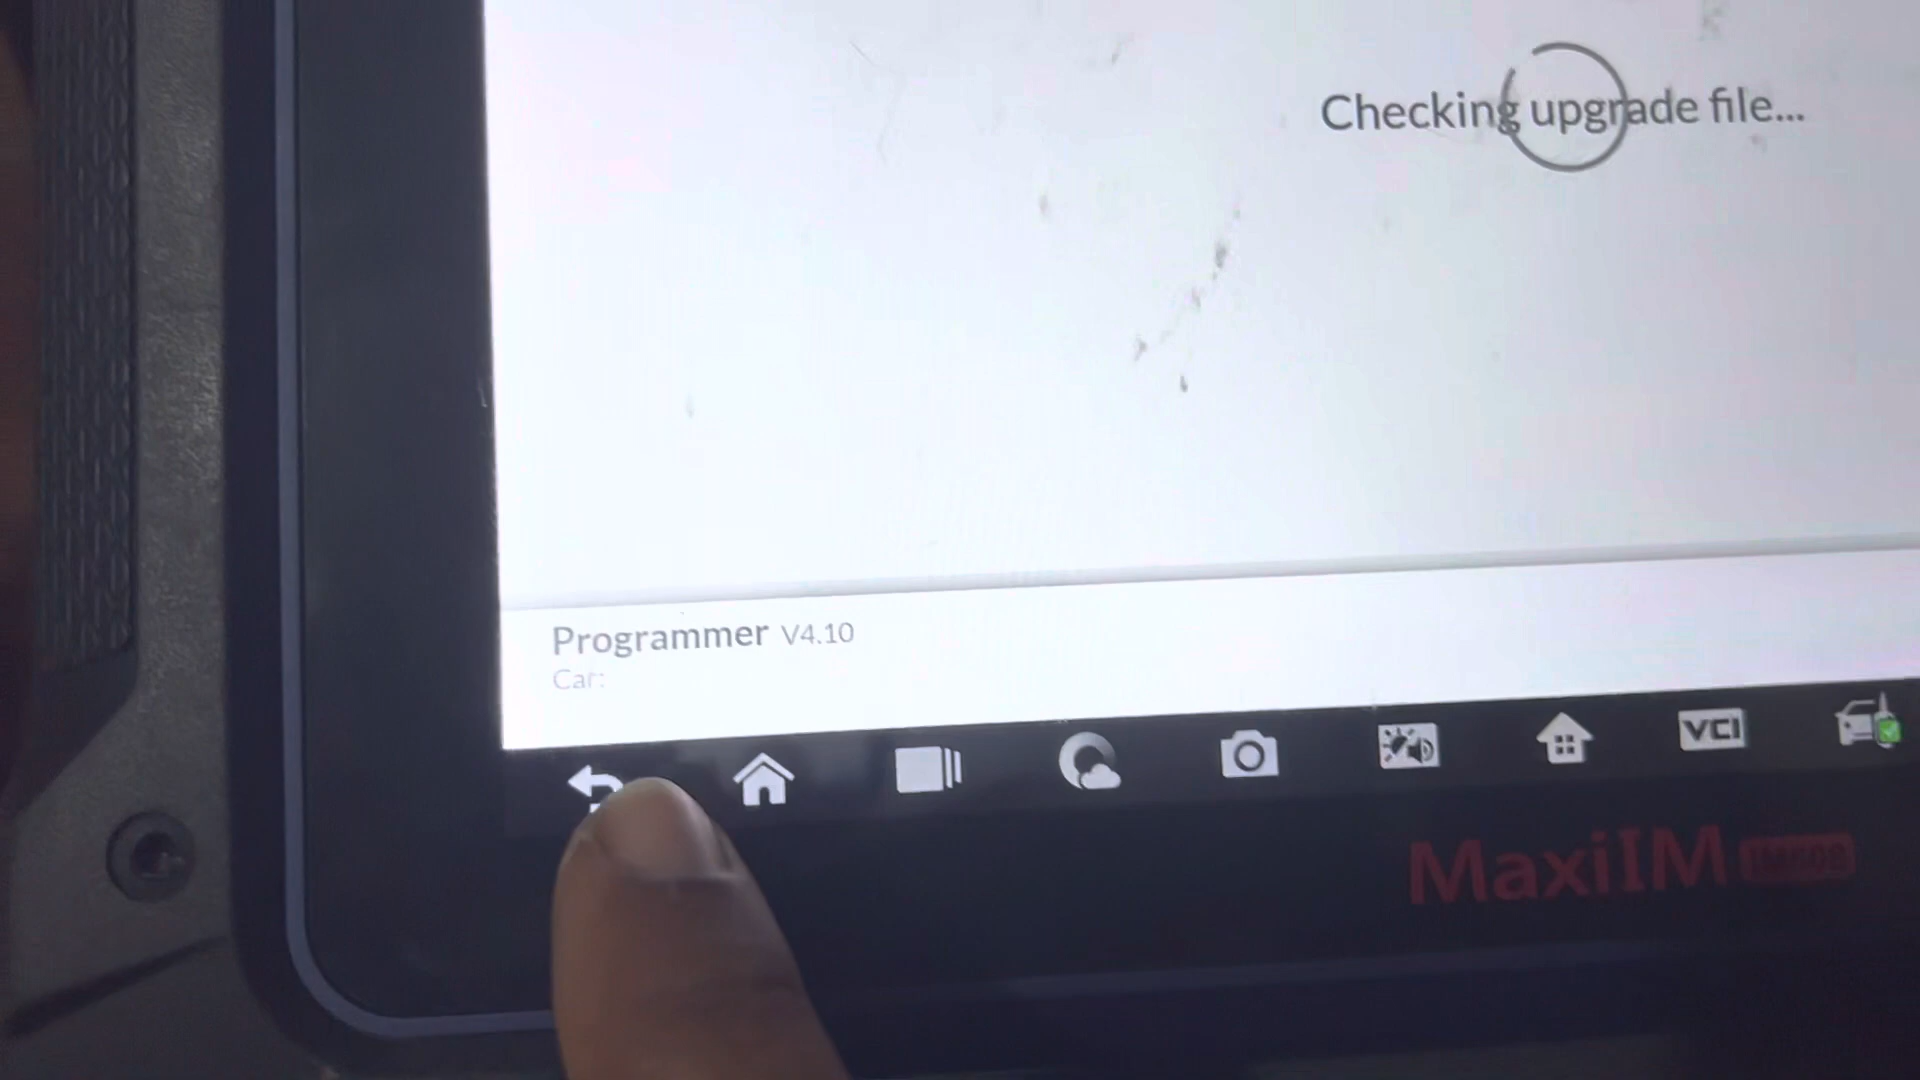 Checking upgrade file...
Programmer V4.10
Car:
VCI
MaxiIM